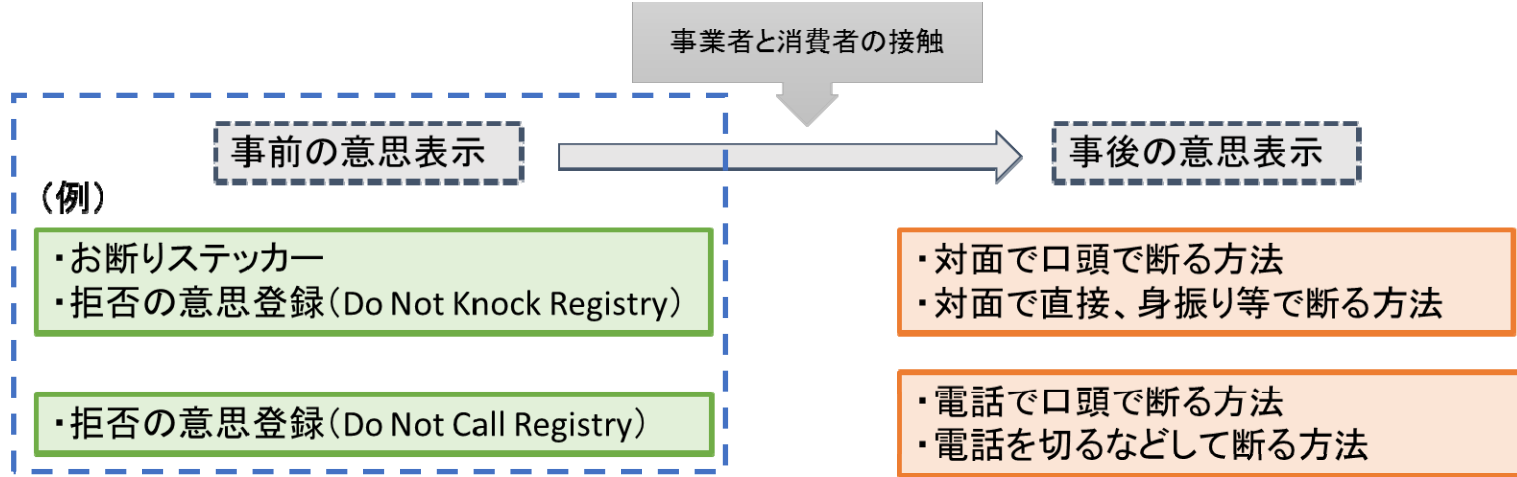 事業者と消費者の接触
事前の意思表示
事後の意思表示
（例）
・お断りステッカー
・拒否の意思登録（Do Not Knock Registry）
・対面で口頭で断る方法
・対面で直接、身振り等で断る方法
・拒否の意思登録（Do Not Call Registry）
・電話で口頭で断る方法
・電話を切るなどして断る方法